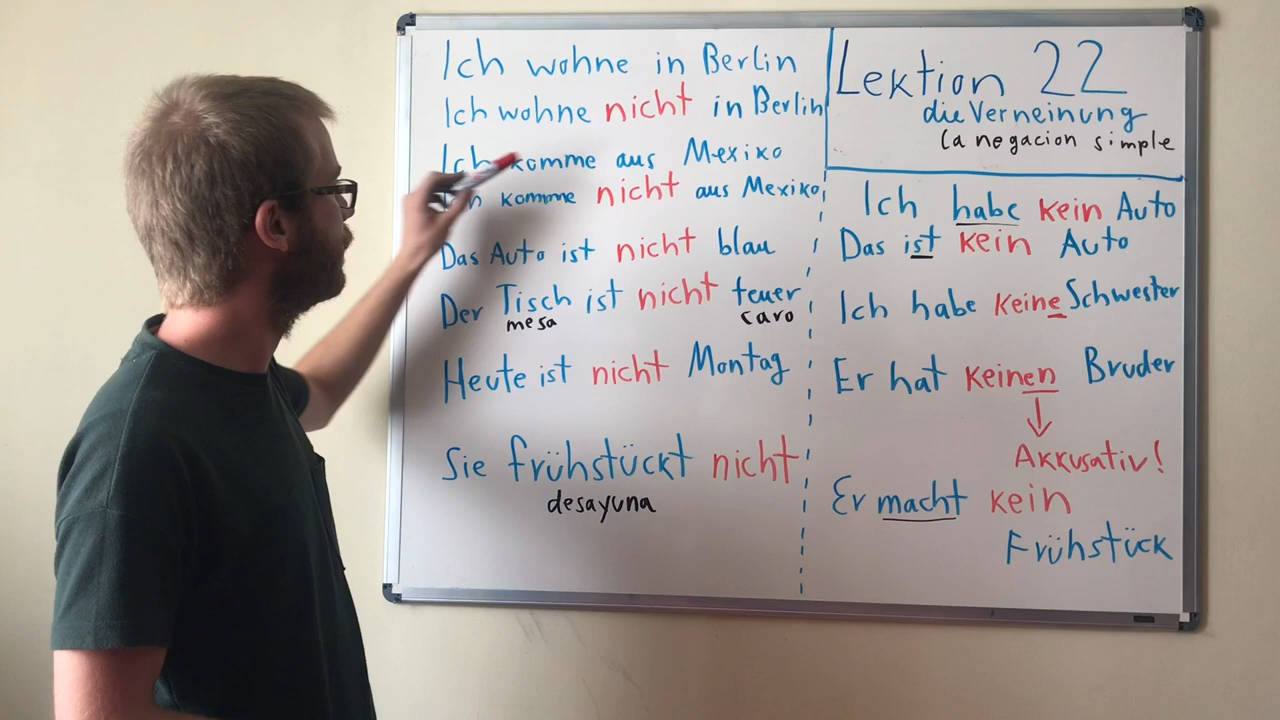 Ich wohne in Berlin
Ich wohne nicht in Berlin
Ich komme aus Mexiko
komme nicht aus Mexiko
Das Auto ist nicht blau
Der Tisch ist nicht teuer
mesa caro
Heute ist nicht Montag
Sie frühstückt nicht
desayuna
Lektion 22
die Verneinung
la negacion simple
Ich habe kein Auto
Das ist kein Auto
Ich habe keine Schwester
Er hat keinen Bruder
Akkusativ!
Er macht kein
Frühstück